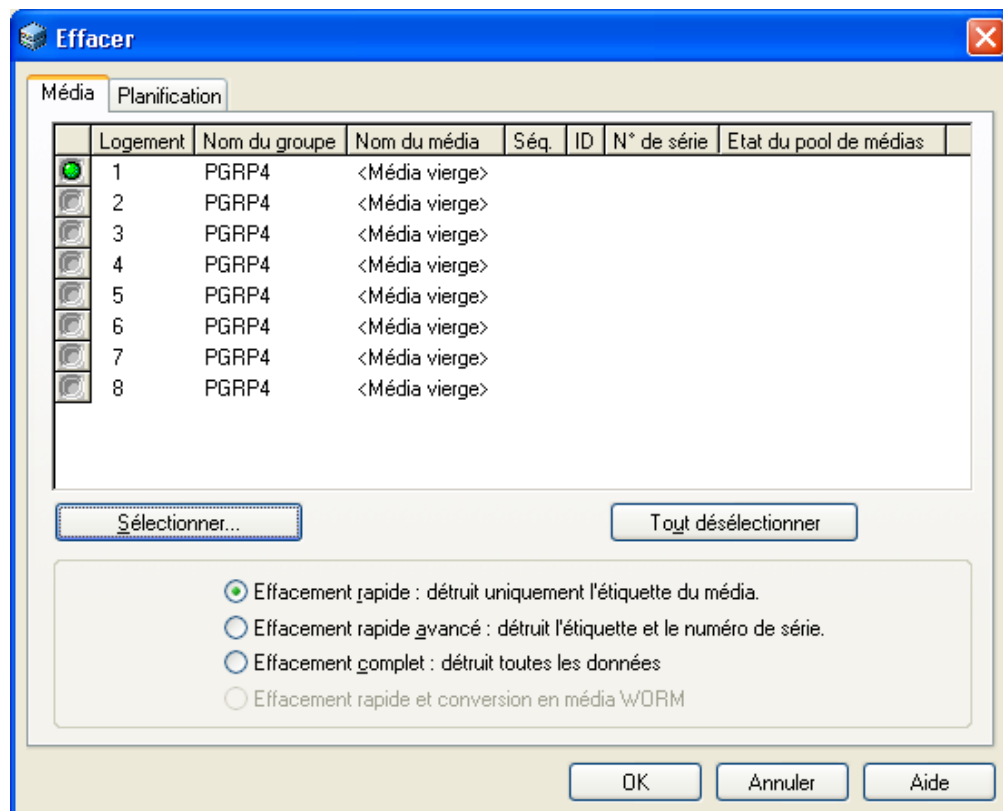 Effacer
Média Planification
Logement Nom du groupe Nom du média Séq. ID N° de série Etat du pool de médias
1 PGRP4 <Média vierge>
2 PGRP4 <Média vierge>
3 PGRP4 <Média vierge>
4 PGRP4 <Média vierge>
5 PGRP4 <Média vierge>
6 PGRP4 <Média vierge>
7 PGRP4 <Média vierge>
8 PGRP4 <Média vierge>
Sélectionner... Tout désélectionner
Effacement rapide : détruit uniquement l'étiquette du média.
Effacement rapide avancé : détruit l'étiquette et le numéro de série.
Effacement complet : détruit toutes les données
Effacement rapide et conversion en média WORM
OK Annuler Aide